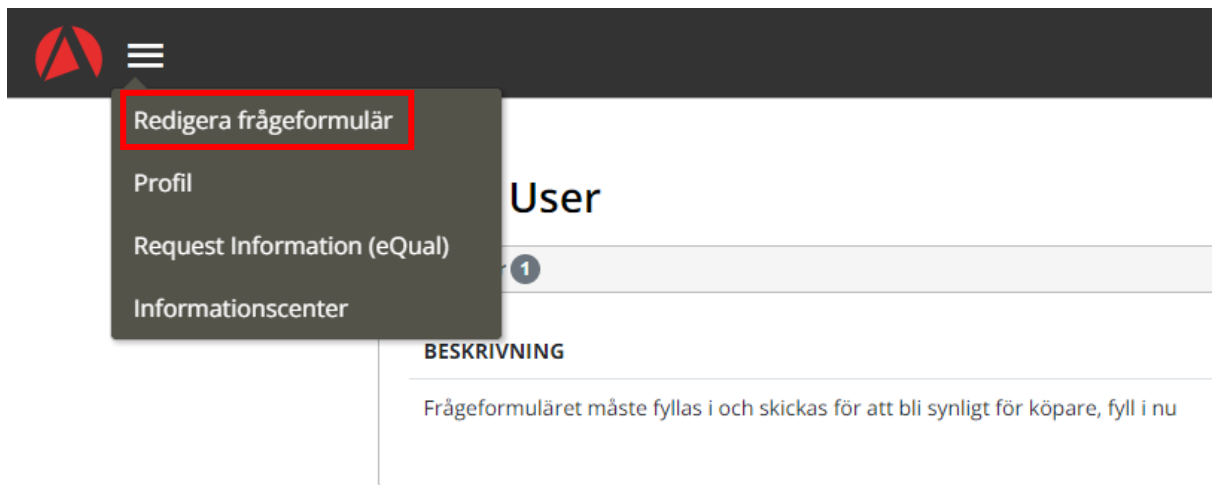 Redigera frågeformulär
Profil
User
Request Information (eQual)
1
Informationscenter
BESKRIVNING
Frågeformuläret måste fyllas i och skickas för att bli synligt för köpare, fyll i nu